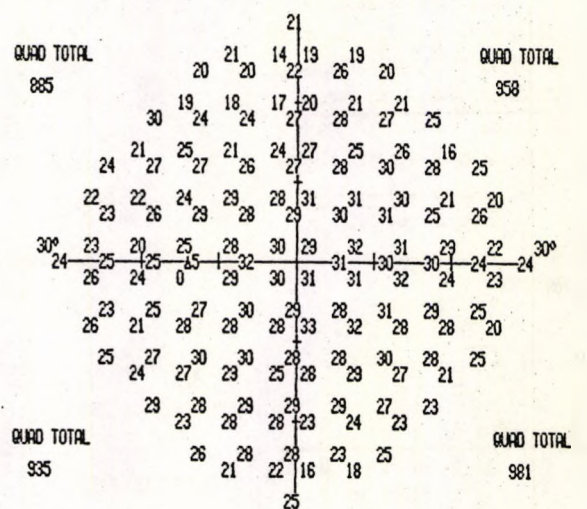 21
21 14 19 19
QUAD TOTAL QUAD TOTAL
20 20 22 26 20
885 958
19 18 17 20 21 21
30 24 24 27 28 27 25
21 25 21 24 27 25 26 16
24 27 27 26 27 28 30 28 25
22 22 24 29 28 31 31 30 21 20
23 26 29 28 29 30 31 25 26
30° 23 20 25 28 30 29 32 31 29 22 30°
24 25 25 15 32 31 30 30 24 24
26 24 0 29 30 31 31 32 24 23
23 25 27 30 29 28 31 29 25
26 21 28 28 28 33 32 28 28 20
25 27 30 30 28 28 30 28 25
24 27 23 25 28 29 27 21
29 28 29 29 29 27 23
23 28 28 23 24 23
QUAD TOTAL QUAD TOTAL
26 28 28 23 25
935 981
21 22 16 18
25